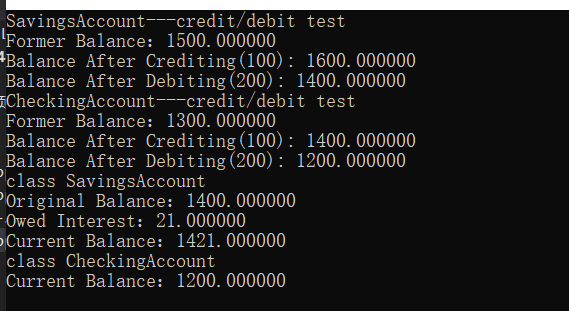 SavingsAccount---credit/debit test
Former Balance: 1500.000000
Balance After Crediting(100): 1600.000000
Balance After Debiting(200): 1400.000000
CheckingAccount---credit/debit test
Former Balance: 1300.000000
Balance After Crediting(100): 1400.000000
Balance After Debiting(200): 1200.000000
class SavingsAccount
Original Balance: 1400.000000
Owed Interest: 21.000000
Current Balance: 1421.000000
class CheckingAccount
Current Balance: 1200.000000